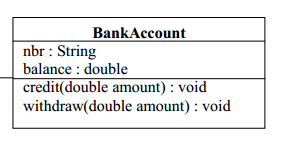 BankAccount
nbr : String
balance : double
credit(double amount) : void
withdraw(double amount) : void